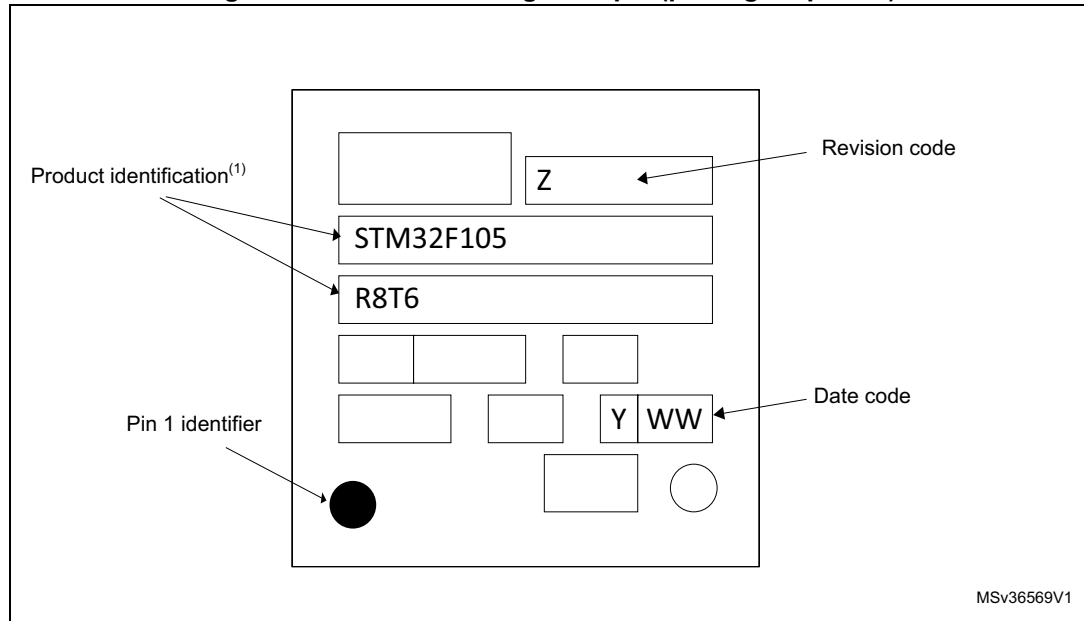 Revision code
Product identification(1)
Z
STM32F105
R8T6
Date code
Y WW
Pin 1 identifier
MSv36569V1